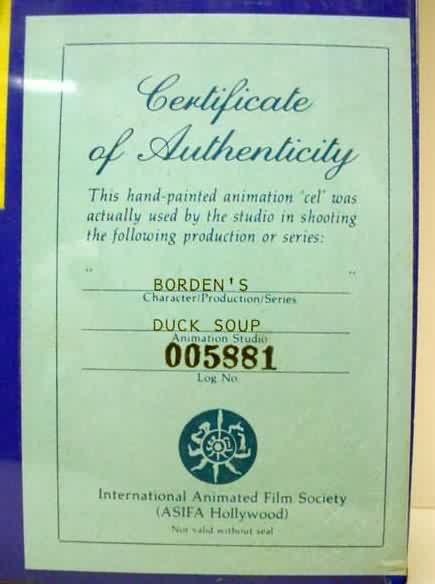 Certificate
of Authenticity
This hand-painted animation "cel" was
actually used by the studio in shooting
the following production or series:
" "
BORDEN'S
Character/Production/Series
DUCK SOUP
Animation Studio
005881
Log No.
International Animated Film Society
(ASIFA Hollywood)
Not valid without seal